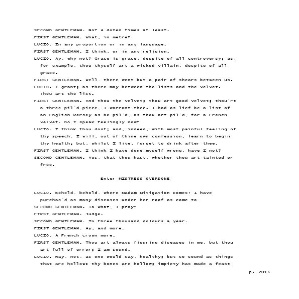 SECOND GENTLEMAN. Not a dozen times at least.
FIRST GENTLEMAN. What, in metre?
LUCIO. In any proportion or in any language.
FIRST GENTLEMAN. I think, or in any religion.
LUCIO. Ay, why not? Grace is grace, despite of all controversy; as,
for example, thou thyself art a wicked villain, despite of all
grace.
FIRST GENTLEMAN. Well, there went but a pair of shears between us.
LUCIO. I grant; as there may between the lists and the velvet.
Thou art the list.
FIRST GENTLEMAN. And thou the velvet; thou art good velvet; thou'rt
a three-pil'd piece, I warrant thee. I had as lief be a list of
an English kersey as be pil'd, as thou art pil'd, for a French
velvet. Do I speak feelingly now?
LUCIO. I think thou dost; and, indeed, with most painful feeling of
thy speech. I will, out of thine own confession, learn to begin
thy health; but, whilst I live, forget to drink after thee.
FIRST GENTLEMAN. I think I have done myself wrong, have I not?
SECOND GENTLEMAN. Yes, that thou hast, whether thou art tainted or
free.
Enter MISTRESS OVERDONE
LUCIO. Behold, behold, where Madam Mitigation comes! I have
purchas'd as many diseases under her roof as come to
SECOND GENTLEMAN. To what, I pray?
FIRST GENTLEMAN. Judge.
SECOND GENTLEMAN. To three thousand dolours a year.
FIRST GENTLEMAN. Ay, and more.
LUCIO. A French crown more.
FIRST GENTLEMAN. Thou art always figuring diseases in me, but thou
art full of error; I am sound.
LUCIO. Nay, not, as one would say, healthy; but so sound as things
that are hollow: thy bones are hollow; impiety has made a feast